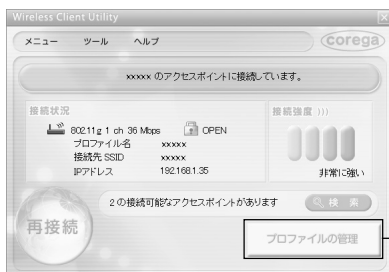 Wireless Client Utility
メニュー ツール ヘルプ corega
xxxxx のアクセスポイントに接続しています。
接続状況 接続強度 )))
802.11g 1 ch 36 Mbps OPEN
プロファイル名 xxxxx
接続先 SSID xxxxx
IPアドレス 192.168.1.35
非常に強い
2 の接続可能なアクセスポイントがあります 検 索
再接続
プロファイルの管理